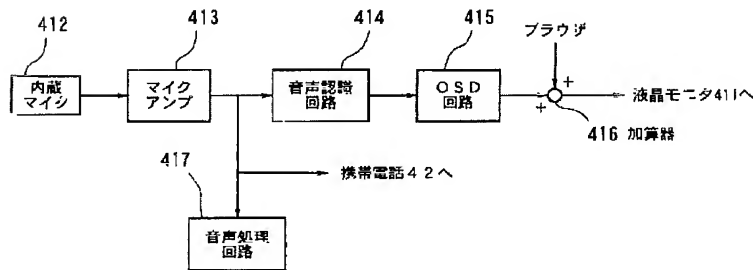 412
413
414
415
ブラウザ
内蔵
マイク
マイク
アンプ
音声認識
回路
OSD
回路
+
+
液晶モニタ411へ
416 加算器
417
携帯電話42へ
音声処理
回路